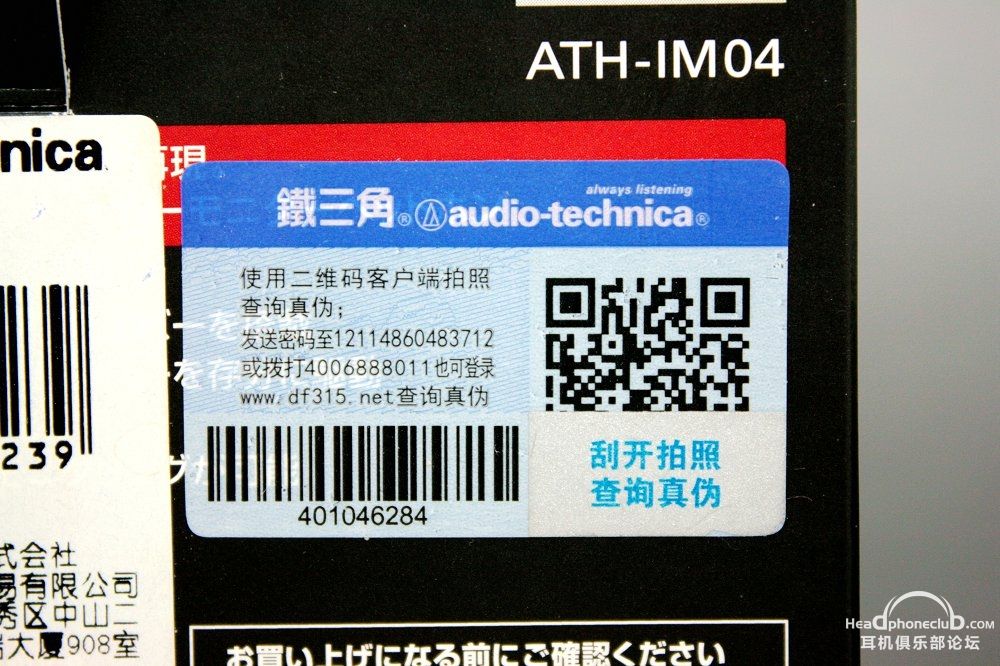 ATH-IM04
nica
再現
鐵三角® always listening
audio-technica®
使用二维码客户端拍照
查询真伪；
发送密码至12114860483712
或拨打4006888011也可登录
www.df315.net查询真伪
401046284
刮开拍照
查询真伪
239
式会社
易有限公司
秀区中山二
大厦908室
お買い上げになる前にご確認ください
HeadphoneclubD.com
耳机俱乐部论坛